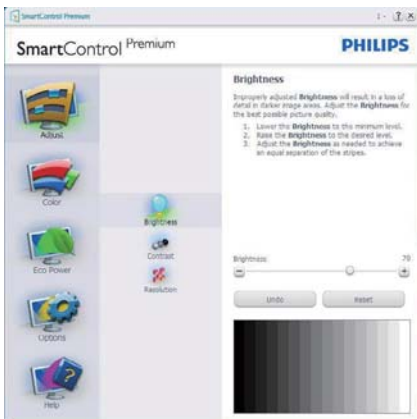 SmartControl Premium
SmartControl Premium
PHILIPS
Adjust
Color
Eco Power
Options
Help
Brightness
Contrast
Resolution
Brightness
Improperly adjusted Brightness will result in a loss of
detail in darker image areas. Adjust the Brightness for
the best possible picture quality.
1. Lower the Brightness to the minimum level.
2. Raise the Brightness to the desired level.
3. Adjust the Brightness as needed to achieve
an equal separation of the stripes.
Brightness:
Undo
Reset